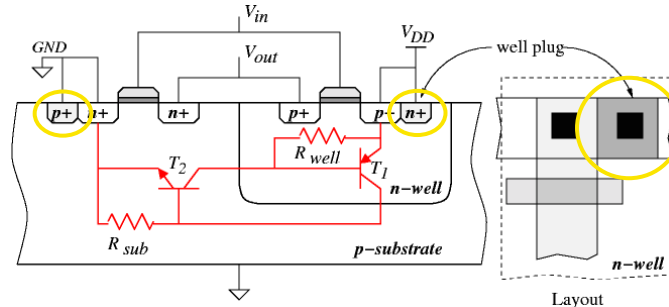 V_in
GND
V_DD
V_out
well plug
p+
n+
n+
p+
p-
n+
R_well
T_2
T_1
n-well
R_sub
p-substrate
n-well
Layout